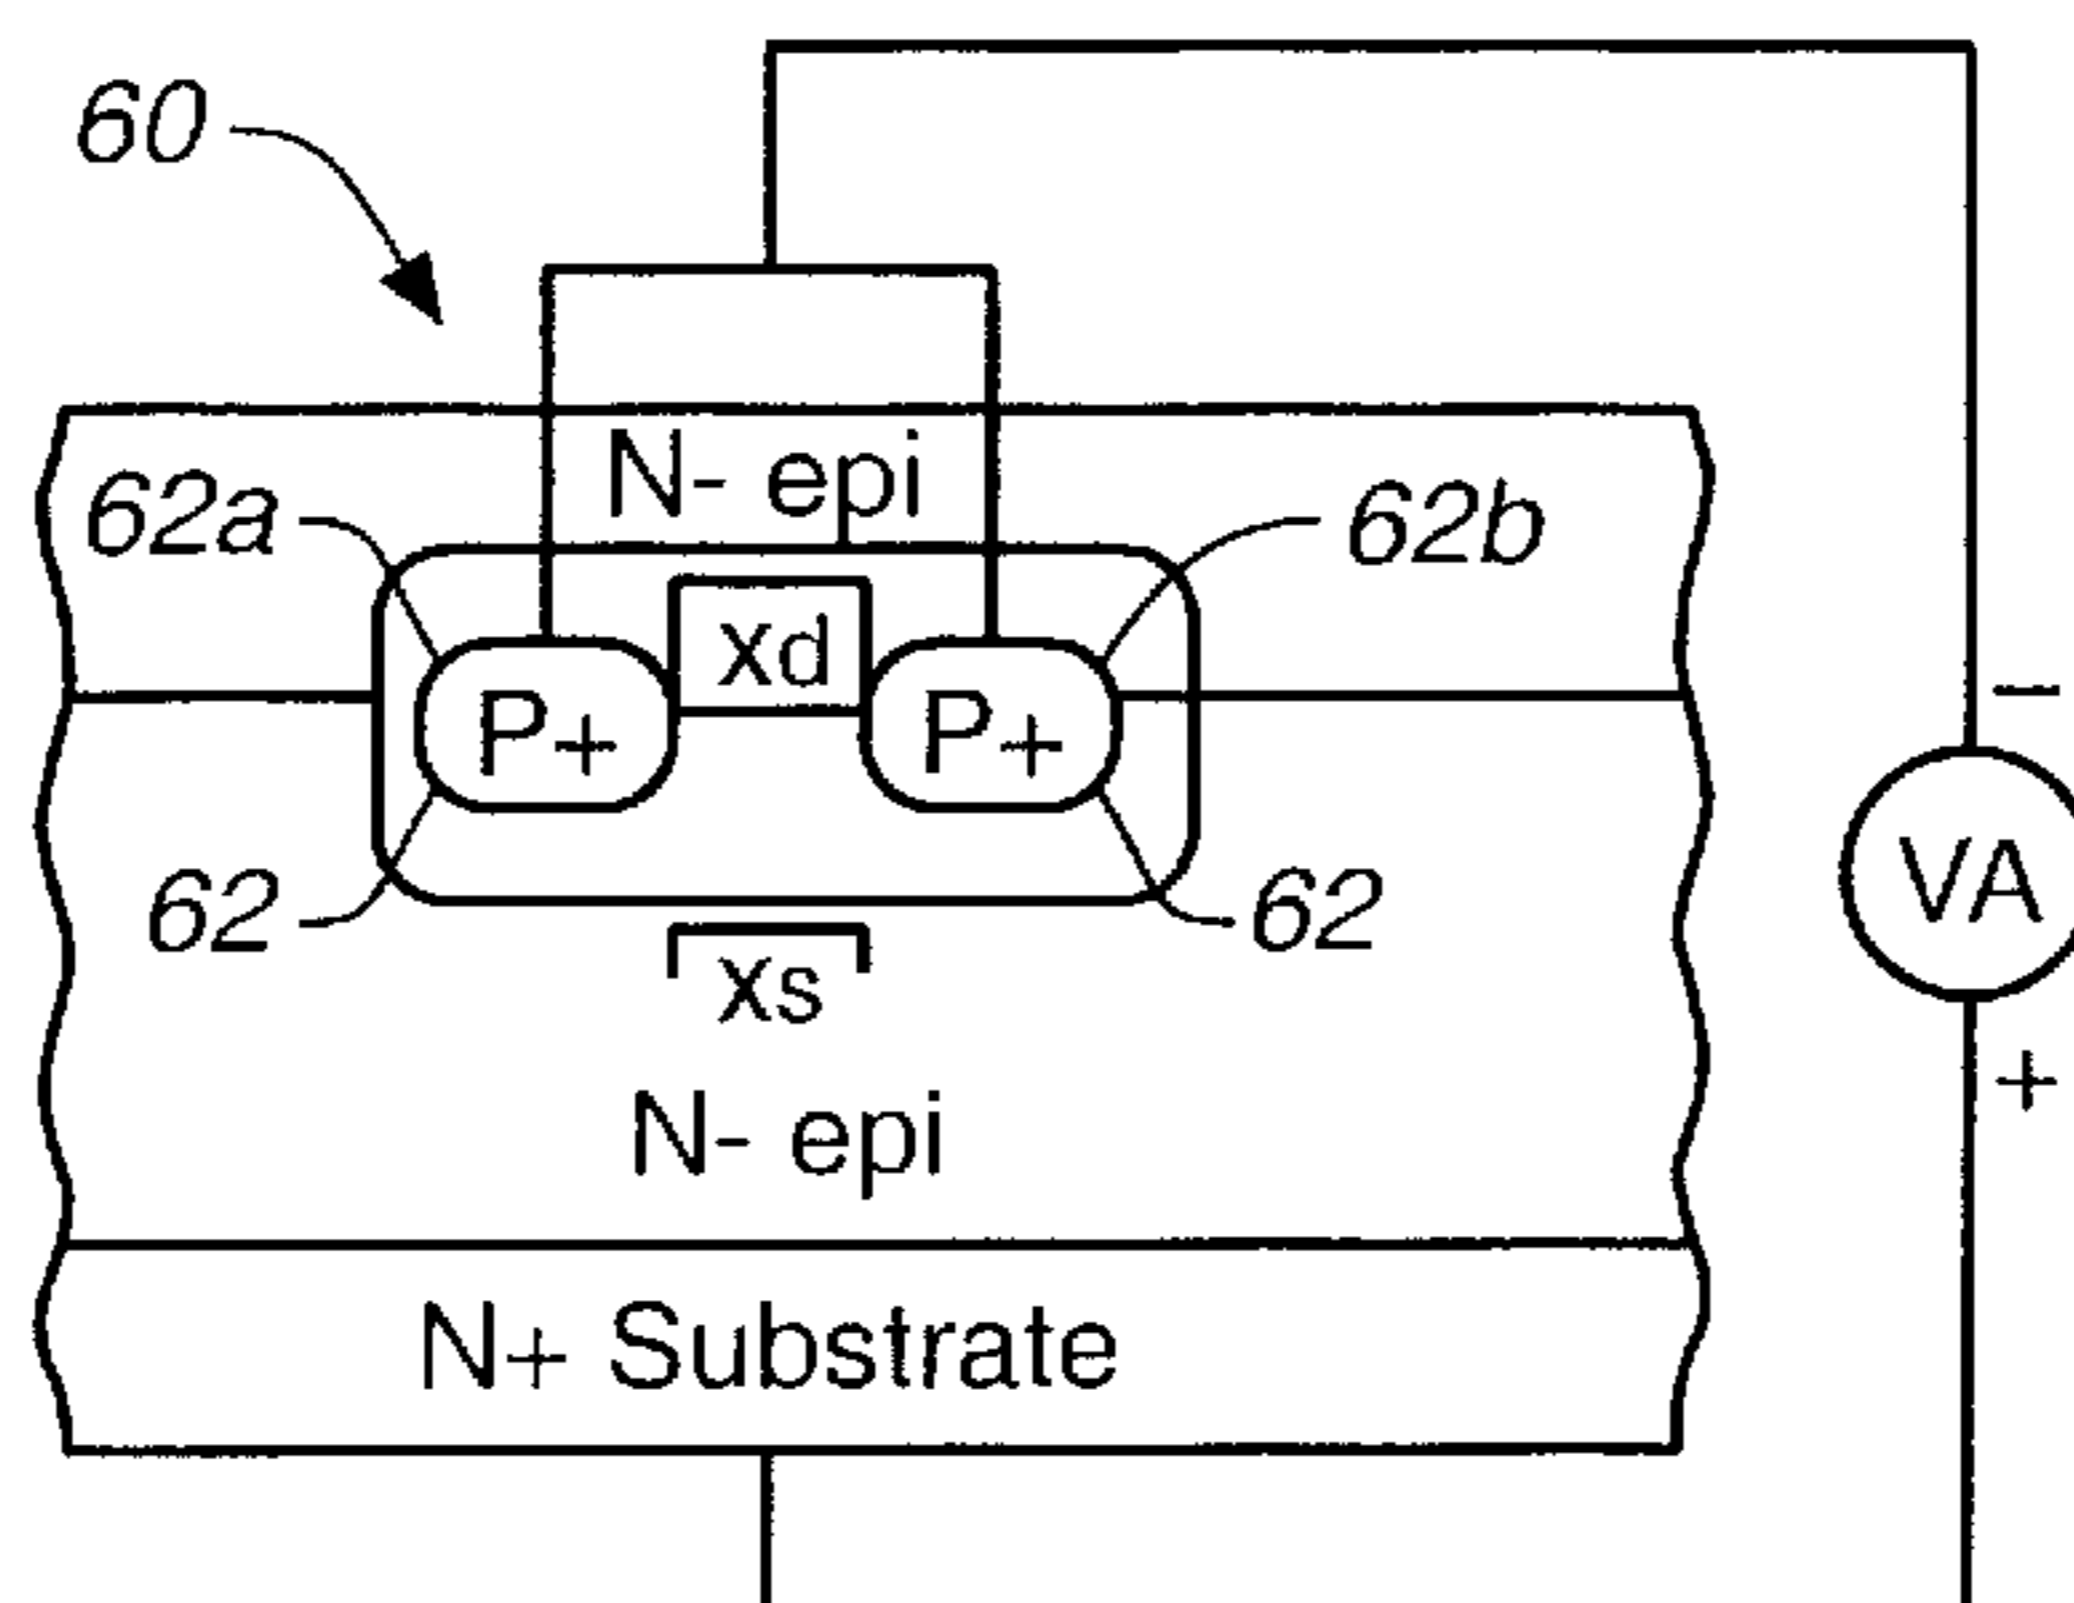 60
N- epi
62a
62b
xd
P+
P+
−
VA
62
62
xs
+
N- epi
N+ Substrate